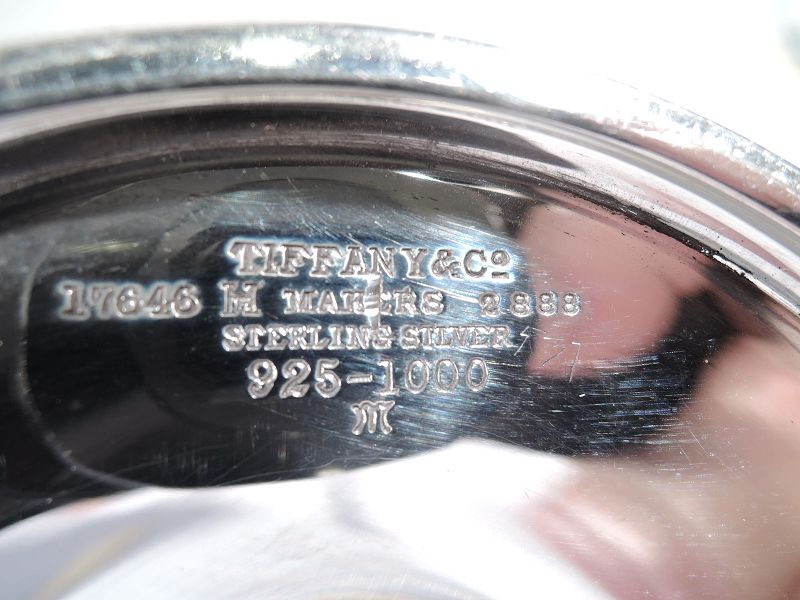 TIFFANY & Co
17646 H MAKERS 2888
STERLING SILVER
925-1000
m